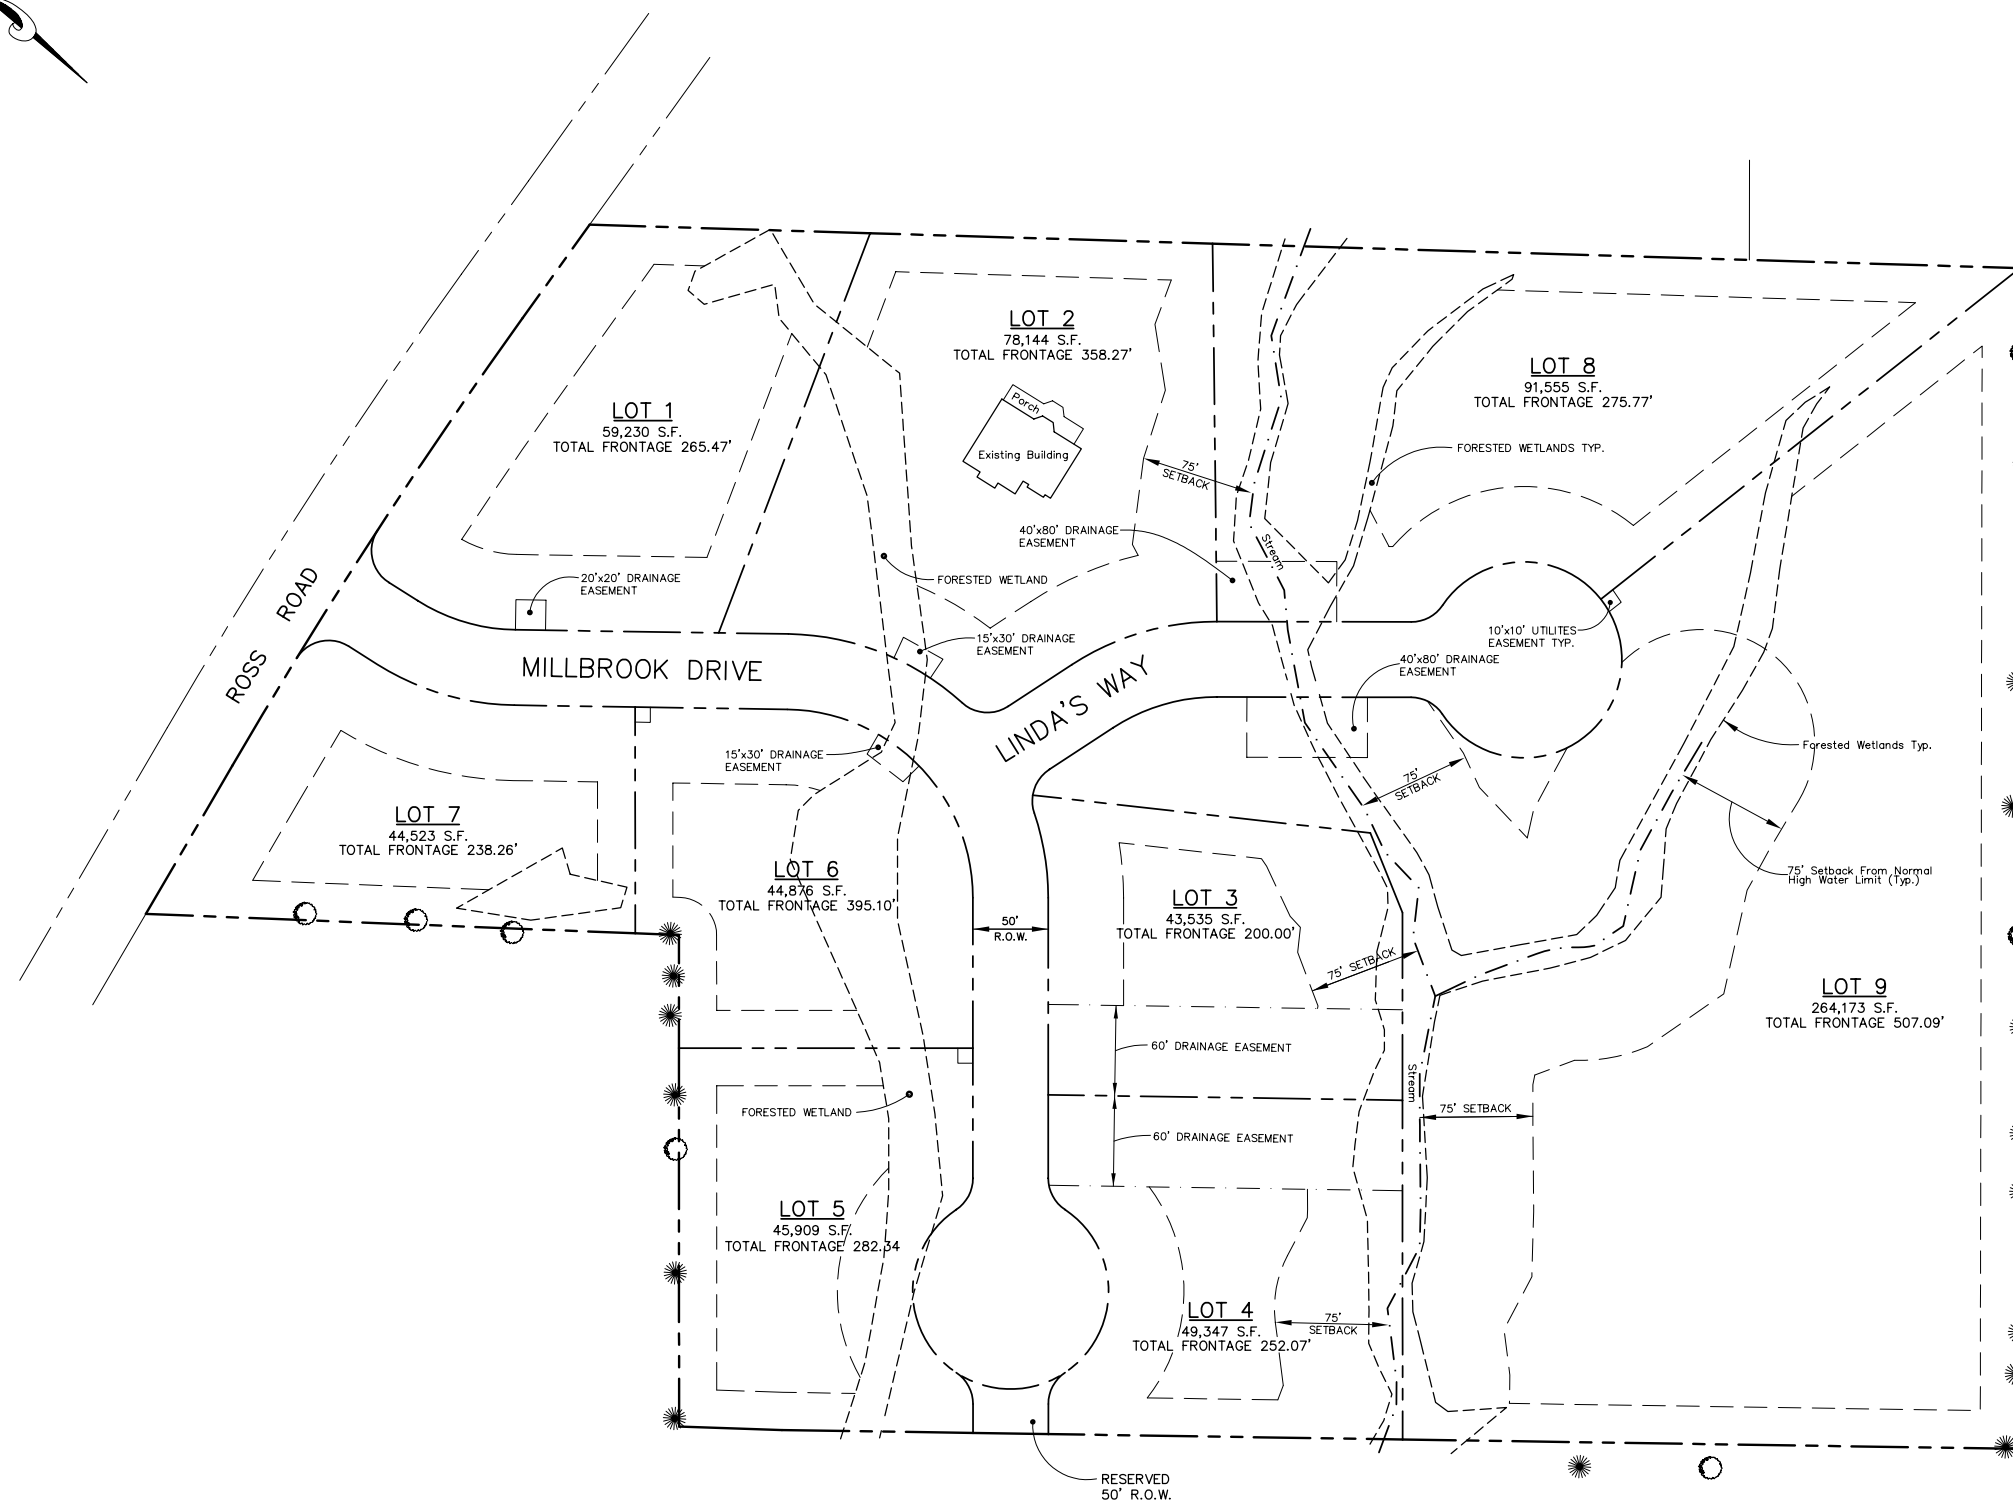 LOT 2
78,144 S.F.
TOTAL FRONTAGE 358.27'
LOT 8
91,555 S.F.
TOTAL FRONTAGE 275.77'
LOT 1
59,230 S.F.
TOTAL FRONTAGE 265.47'
Porch
Existing Building
FORESTED WETLANDS TYP.
75'
SETBACK
40'x80' DRAINAGE
EASEMENT
Stream
20'x20' DRAINAGE
EASEMENT
FORESTED WETLAND
ROSS ROAD
15'x30' DRAINAGE
EASEMENT
10'x10' UTILITES
EASEMENT TYP.
MILLBROOK DRIVE
LINDA'S WAY
40'x80' DRAINAGE
EASEMENT
15'x30' DRAINAGE
EASEMENT
75'
SETBACK
Forested Wetlands Typ.
LOT 7
44,523 S.F.
TOTAL FRONTAGE 238.26'
LOT 6
44,876 S.F.
TOTAL FRONTAGE 395.10'
75' Setback From Normal
High Water Limit (Typ.)
LOT 3
43,535 S.F.
TOTAL FRONTAGE 200.00'
50'
R.O.W.
75' SETBACK
LOT 9
264,173 S.F.
TOTAL FRONTAGE 507.09'
60' DRAINAGE EASEMENT
Stream
FORESTED WETLAND
75' SETBACK
60' DRAINAGE EASEMENT
LOT 5
45,909 S.F.
TOTAL FRONTAGE 282.34
LOT 4
49,347 S.F.
TOTAL FRONTAGE 252.07'
75'
SETBACK
RESERVED
50' R.O.W.